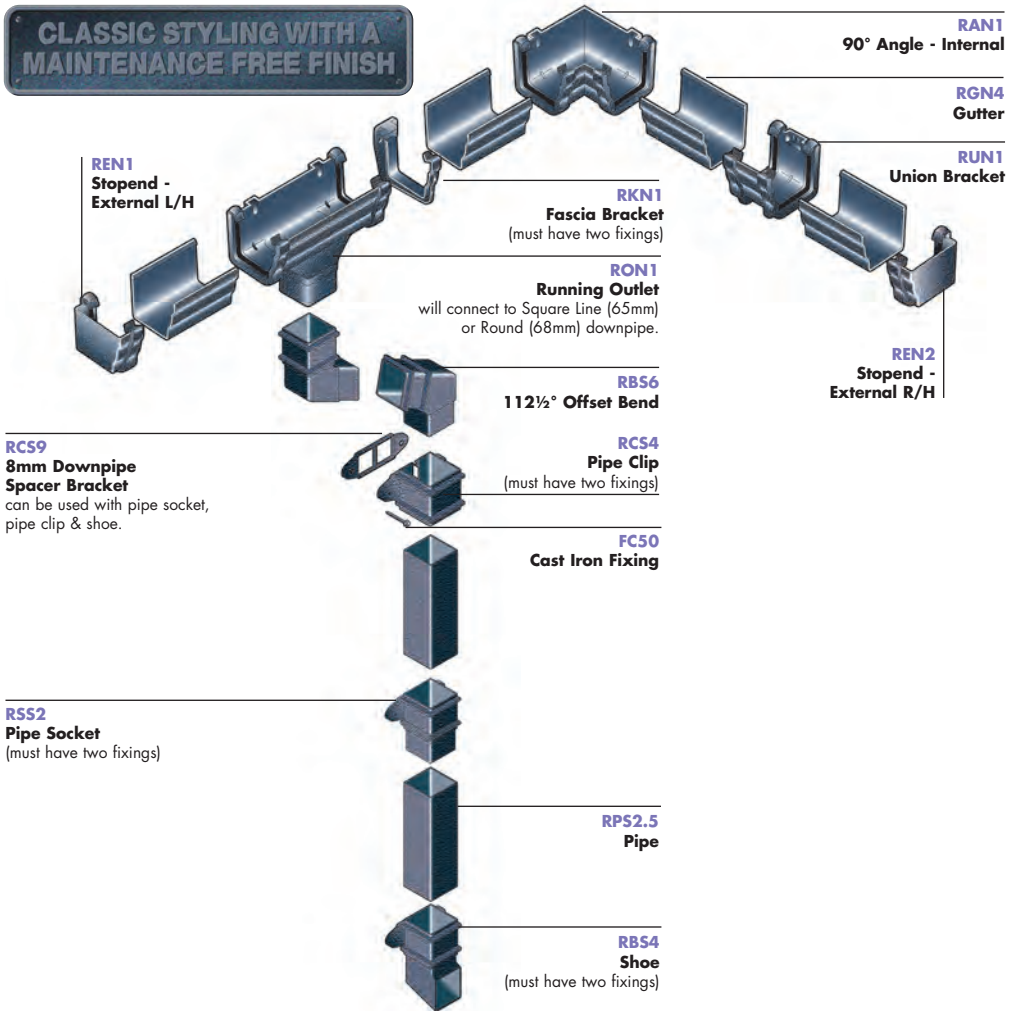 CLASSIC STYLING WITH A
MAINTENANCE FREE FINISH
RAN1
90° Angle - Internal
RGN4
Gutter
RUN1
Union Bracket
REN1
Stopend -
External L/H
RKN1
Fascia Bracket
(must have two fixings)
RON1
Running Outlet
will connect to Square Line (65mm)
or Round (68mm) downpipe.
REN2
Stopend -
External R/H
RBS6
112½° Offset Bend
RCS9
8mm Downpipe
Spacer Bracket
can be used with pipe socket,
pipe clip & shoe.
RCS4
Pipe Clip
(must have two fixings)
FC50
Cast Iron Fixing
RSS2
Pipe Socket
(must have two fixings)
RPS2.5
Pipe
RBS4
Shoe
(must have two fixings)